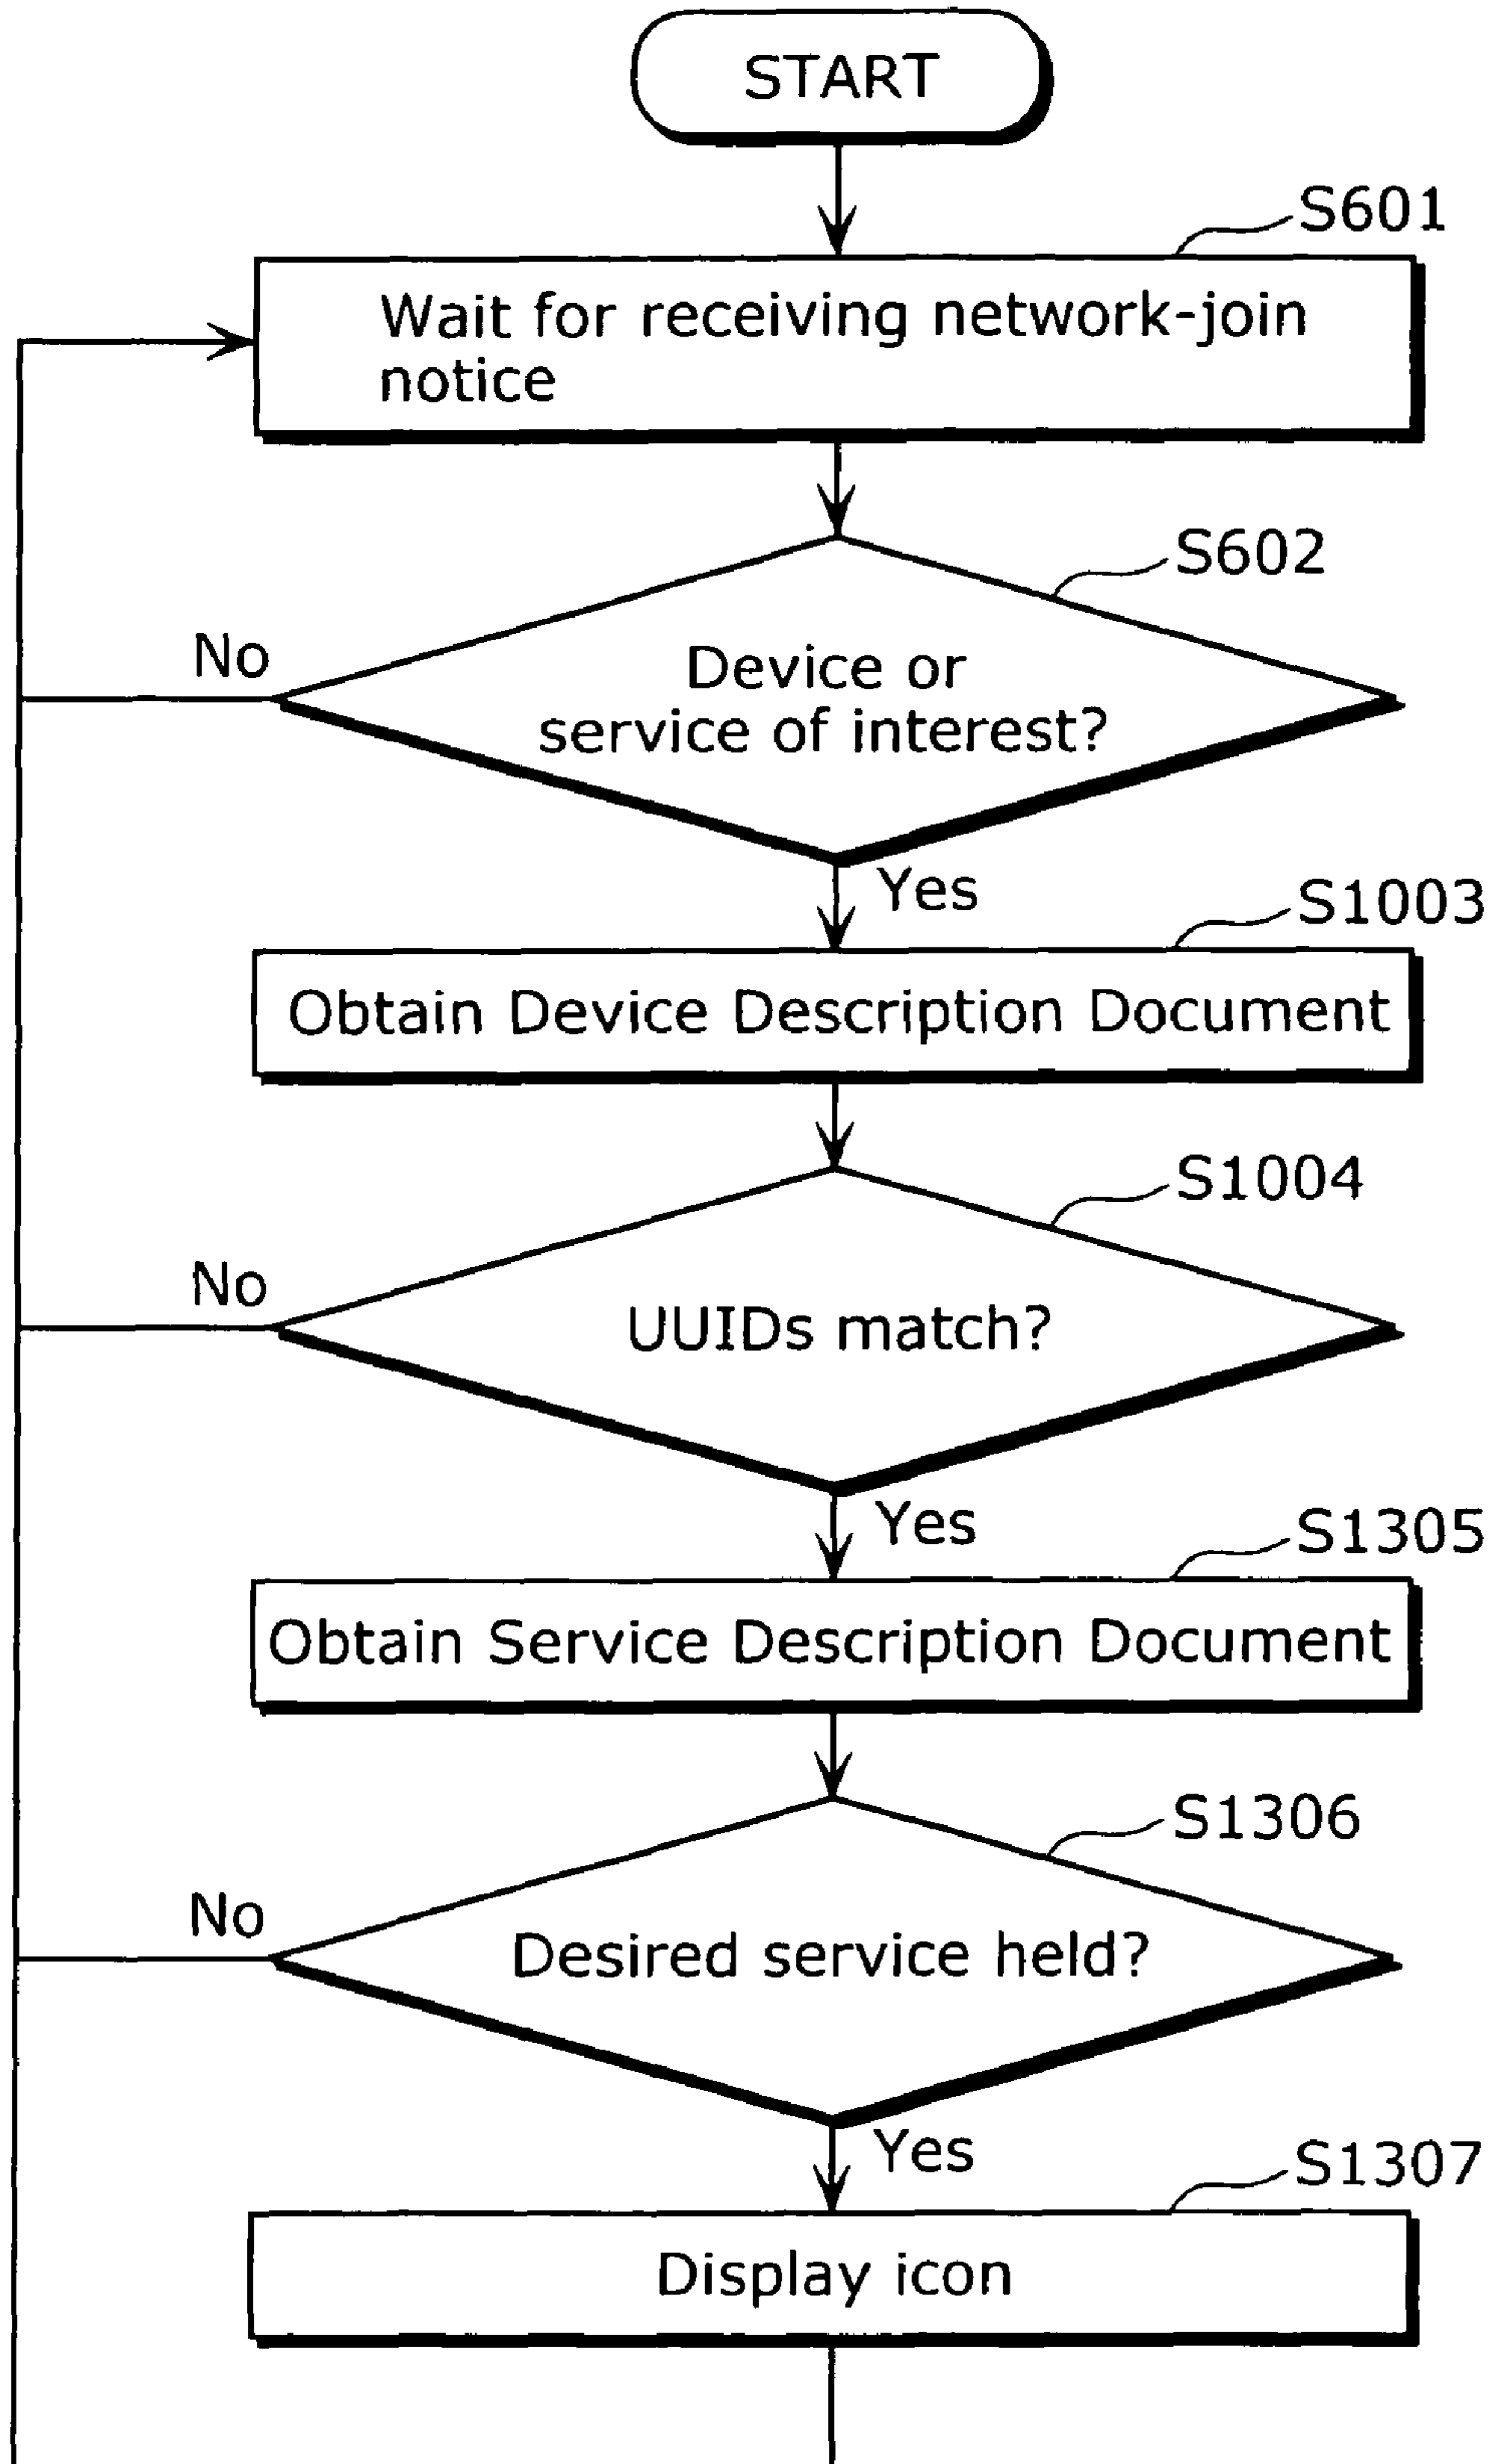 START
S601
Wait for receiving network-join
notice
S602
No
Device or
service of interest?
Yes
S1003
Obtain Device Description Document
S1004
No
UUIDs match?
Yes
S1305
Obtain Service Description Document
S1306
No
Desired service held?
Yes
S1307
Display icon